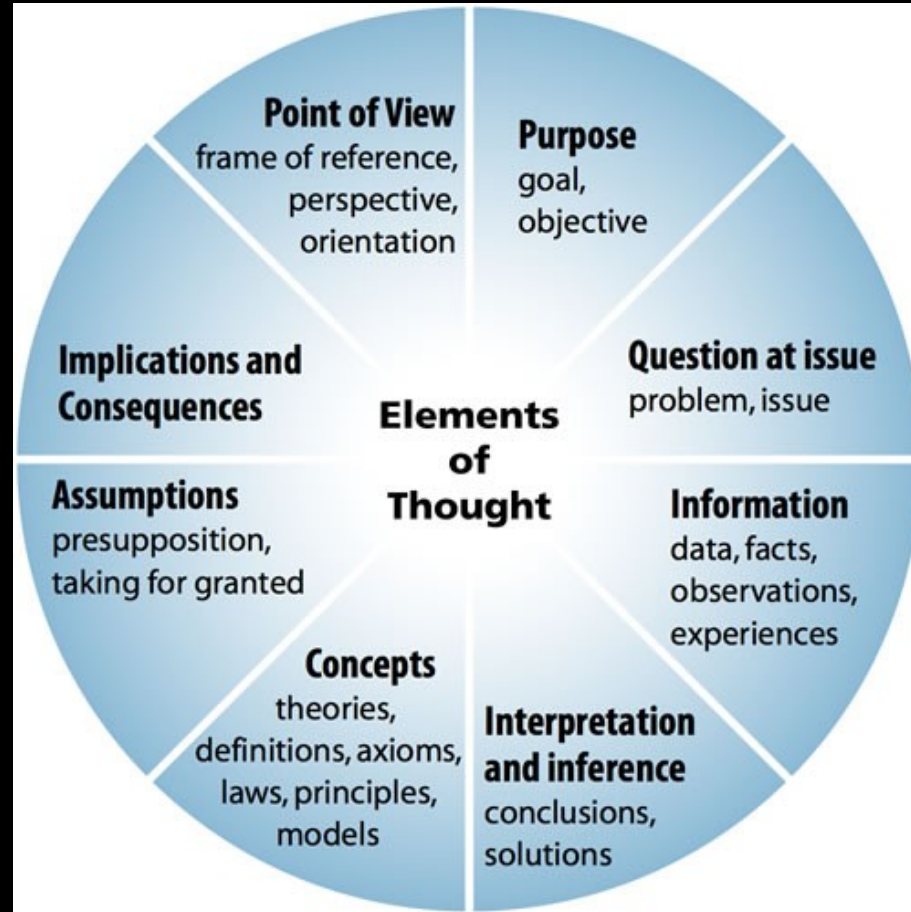 Point of View
frame of reference,
perspective,
orientation
Purpose
goal,
objective
Implications and
Consequences
Question at issue
problem, issue
Elements
of
Thought
Assumptions
presupposition,
taking for granted
Information
data, facts,
observations,
experiences
Concepts
theories,
definitions, axioms,
laws, principles,
models
Interpretation
and inference
conclusions,
solutions